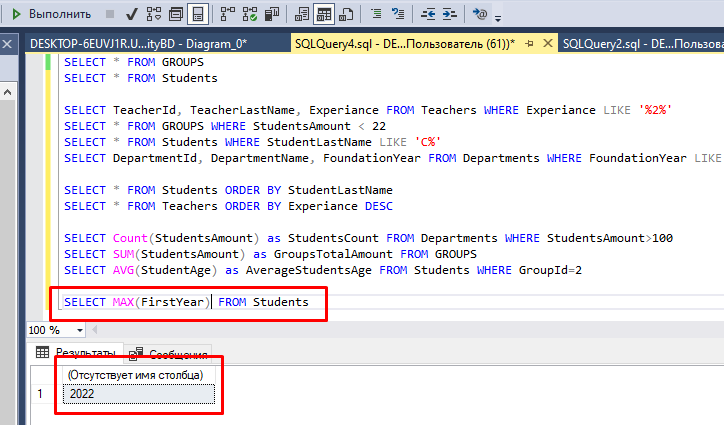 Выполнить
DESKTOP-6EUVJ1R.U...ityBD - Diagram_0* SQLQuery4.sql - DE...Пользователь (61))* SQLQuery2.sql - DE...Пользова
SELECT * FROM GROUPS
SELECT * FROM Students
SELECT TeacherId, TeacherLastName, Experiance FROM Teachers WHERE Experiance LIKE '%2%'
SELECT * FROM GROUPS WHERE StudentsAmount < 22
SELECT * FROM Students WHERE StudentLastName LIKE 'C%'
SELECT DepartmentId, DepartmentName, FoundationYear FROM Departments WHERE FoundationYear LIKE
SELECT * FROM Students ORDER BY StudentLastName
SELECT * FROM Teachers ORDER BY Experiance DESC
SELECT Count(StudentsAmount) as StudentsCount FROM Departments WHERE StudentsAmount>100
SELECT SUM(StudentsAmount) as GroupsTotalAmount FROM GROUPS
SELECT AVG(StudentAge) as AverageStudentsAge FROM Students WHERE GroupId=2
SELECT MAX(FirstYear) FROM Students
100 %
Результаты Сообщения
(Отсутствует имя столбца)
1 2022